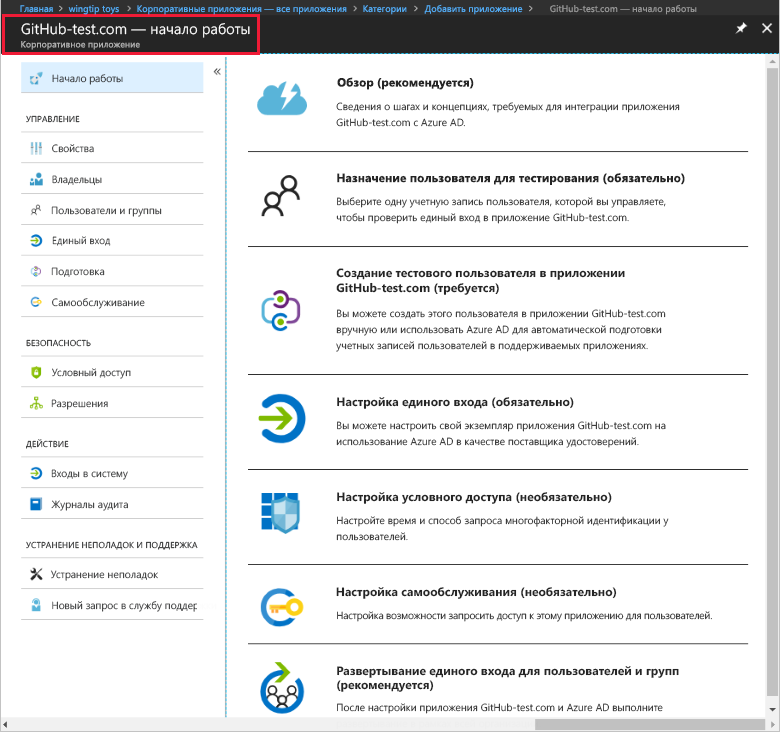 Главная > wingtip toys > Корпоративные приложения — все приложения > Категории > Добавить приложение > GitHub-test.com — начало работы
GitHub-test.com — начало работы
Корпоративное приложение
Начало работы
УПРАВЛЕНИЕ
Свойства
Владельцы
Пользователи и группы
Единый вход
Подготовка
Самообслуживание
БЕЗОПАСНОСТЬ
Условный доступ
Разрешения
ДЕЙСТВИЕ
Входы в систему
Журналы аудита
УСТРАНЕНИЕ НЕПОЛАДОК И ПОДДЕРЖКА
Устранение неполадок
Новый запрос в службу поддер
Обзор (рекомендуется)
Сведения о шагах и концепциях, требуемых для интеграции приложения
GitHub-test.com с Azure AD.
Назначение пользователя для тестирования (обязательно)
Выберите одну учетную запись пользователя, которой вы управляете,
чтобы проверить единый вход в приложение GitHub-test.com.
Создание тестового пользователя в приложении
GitHub-test.com (требуется)
Вы можете создать этого пользователя в приложении GitHub-test.com
вручную или использовать Azure AD для автоматической подготовки
учетных записей пользователей в поддерживаемых приложениях.
Настройка единого входа (обязательно)
Вы можете настроить свой экземпляр приложения GitHub-test.com на
использование Azure AD в качестве поставщика удостоверений.
Настройка условного доступа (необязательно)
Настройте время и способ запроса многофакторной идентификации у
пользователей.
Настройка самообслуживания (необязательно)
Настройка возможности запросить доступ к этому приложению для пользователей.
Развертывание единого входа для пользователей и групп
(рекомендуется)
После настройки приложения GitHub-test.com и Azure AD выполните